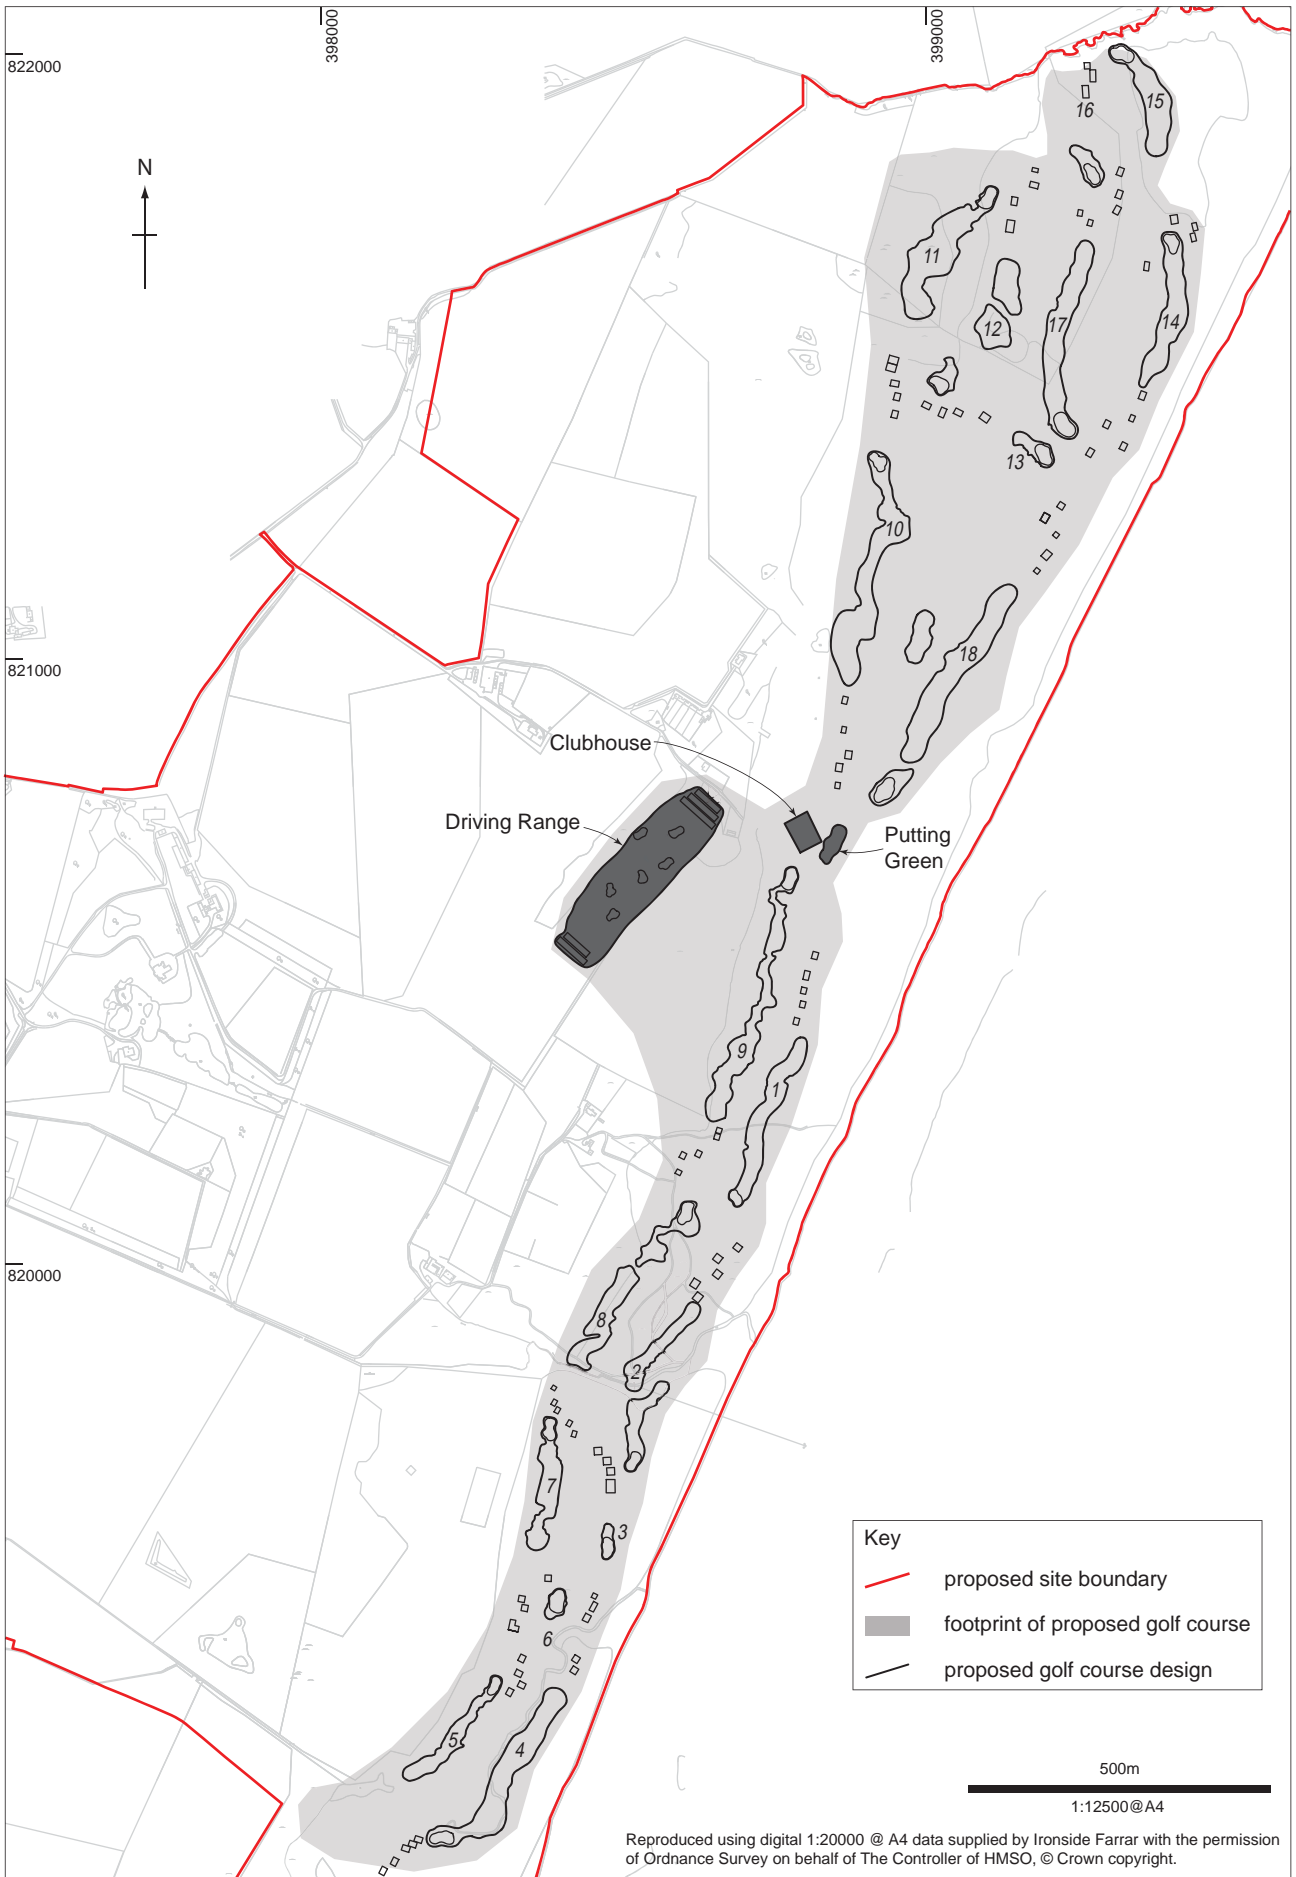 398000
399000
822000
N
15
16
11
12
17
14
13
10
821000
18
Clubhouse
Driving Range
Putting
Green
9
1
820000
8
2
7
3
6
5
4
Key
proposed site boundary
footprint of proposed golf course
proposed golf course design
500m
1:12500@A4
Reproduced using digital 1:20000 @ A4 data supplied by Ironside Farrar with the permission
of Ordnance Survey on behalf of The Controller of HMSO, © Crown copyright.